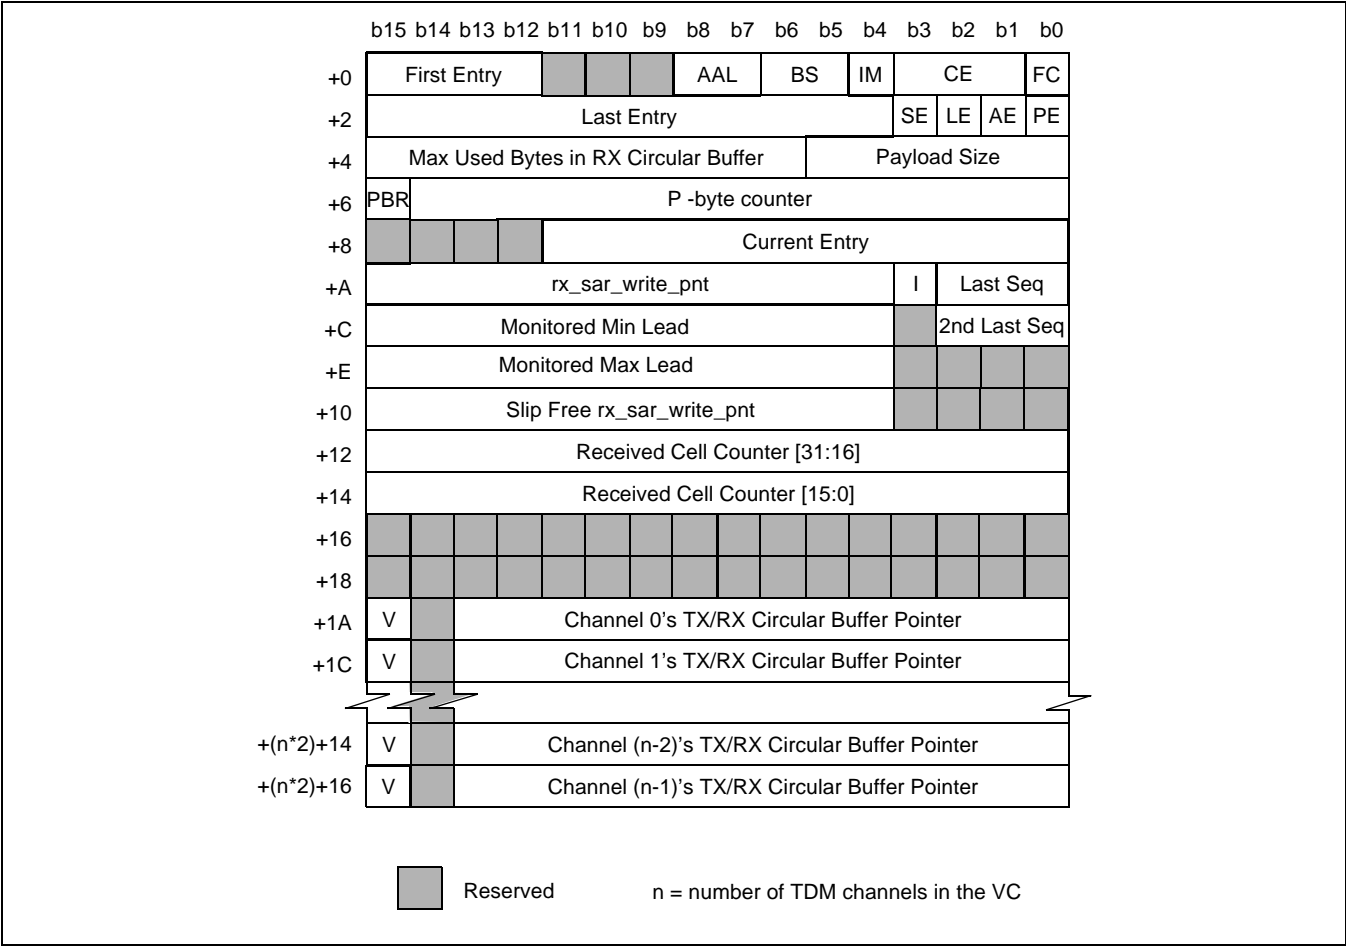 b15 b14 b13 b12 b11 b10 b9 b8 b7 b6 b5 b4 b3 b2 b1 b0
+0 First Entry AAL BS IM CE FC
+2 Last Entry SE LE AE PE
+4 Max Used Bytes in RX Circular Buffer Payload Size
+6 PBR P -byte counter
+8 Current Entry
+A rx_sar_write_pnt I Last Seq
+C Monitored Min Lead 2nd Last Seq
+E Monitored Max Lead
+10 Slip Free rx_sar_write_pnt
+12 Received Cell Counter [31:16]
+14 Received Cell Counter [15:0]
+16
+18
+1A V Channel 0's TX/RX Circular Buffer Pointer
+1C V Channel 1's TX/RX Circular Buffer Pointer
+(n*2)+14 V Channel (n-2)'s TX/RX Circular Buffer Pointer
+(n*2)+16 V Channel (n-1)'s TX/RX Circular Buffer Pointer
Reserved n = number of TDM channels in the VC